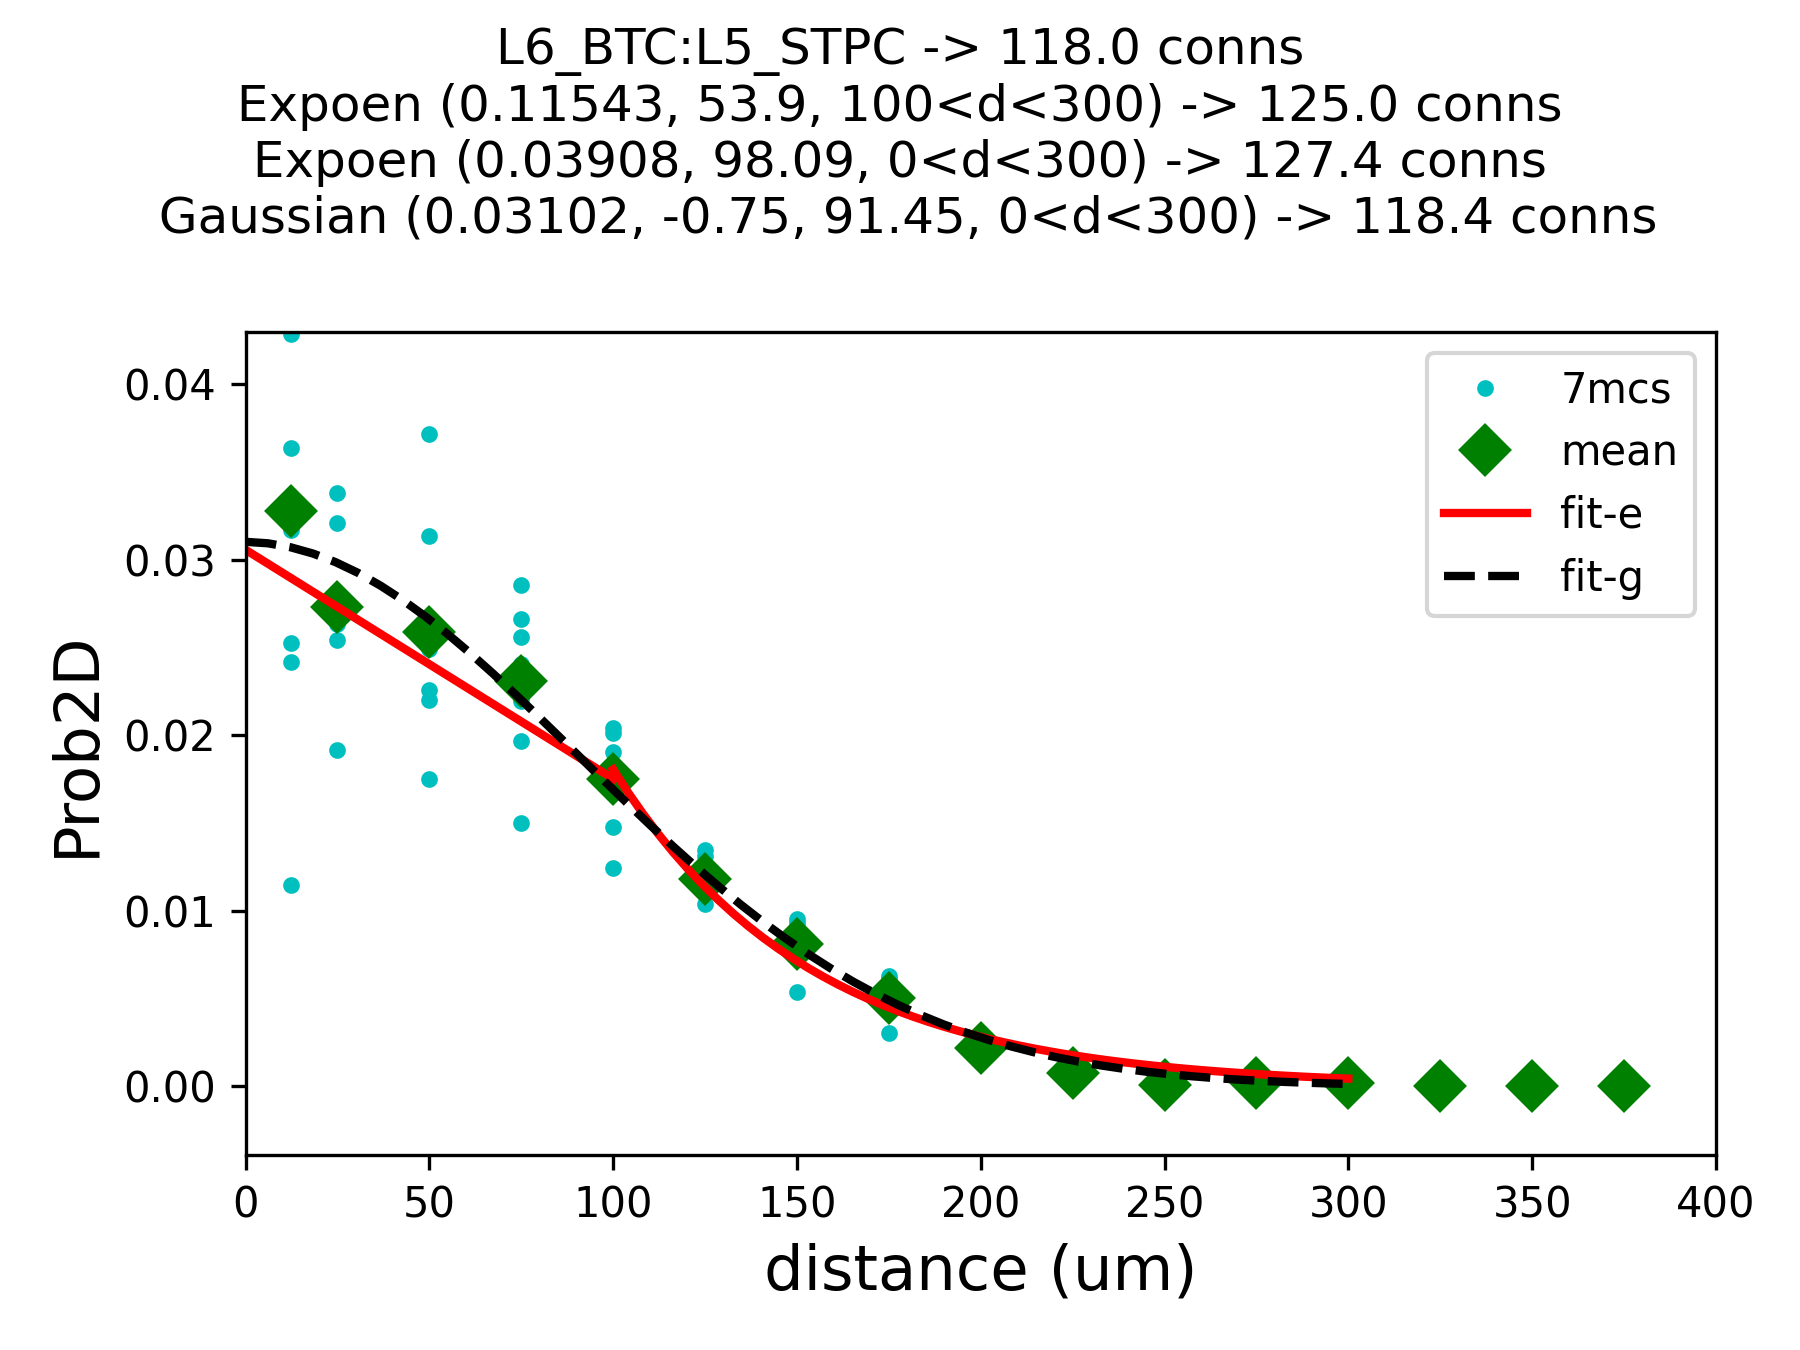 L6_BTC:L5_STPC -> 118.0 conns
Expoen (0.11543, 53.9, 100<d<300) -> 125.0 conns
Expoen (0.03908, 98.09, 0<d<300) -> 127.4 conns
Gaussian (0.03102, -0.75, 91.45, 0<d<300) -> 118.4 conns
7mcs
mean
fit-e
fit-g
Prob2D
0.04
0.03
0.02
0.01
0.00
0 50 100 150 200 250 300 350 400
distance (um)